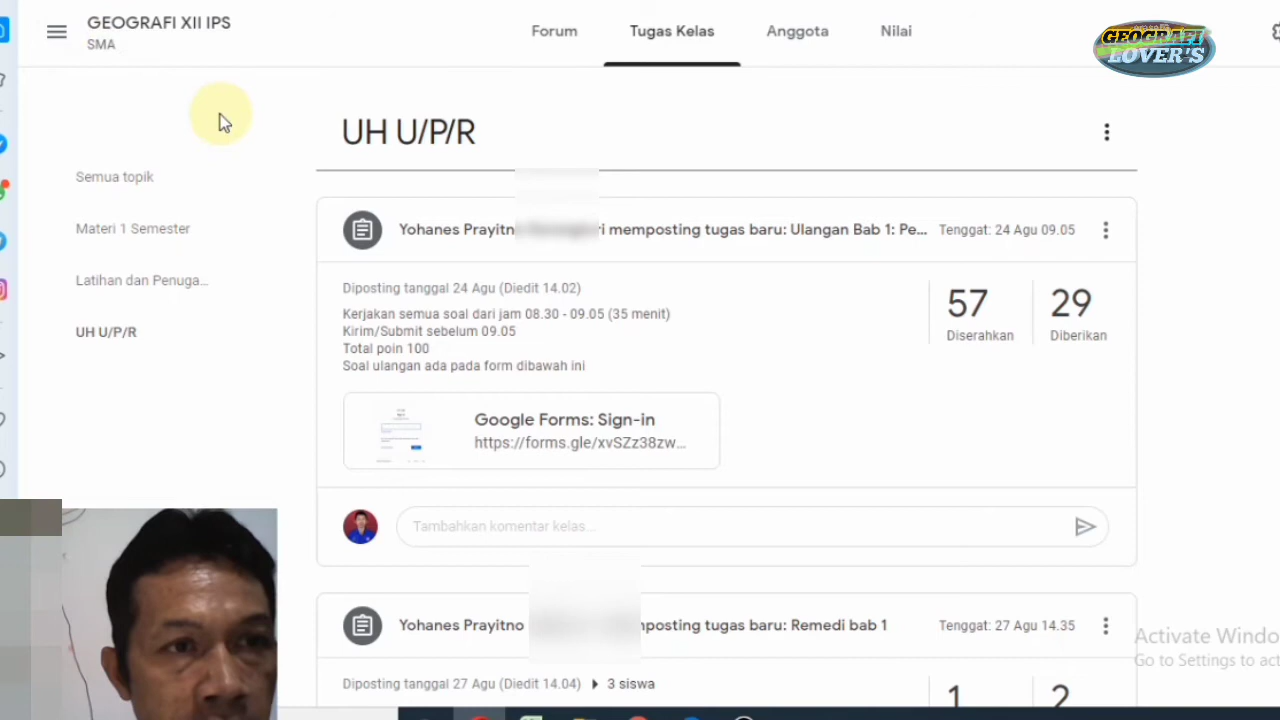 GEOGRAFI XII IPS
SMA
Forum
Tugas Kelas
Anggota
Nilai
GEOGRAFI
LOVER'S
UH U/P/R
Semua topik
Materi 1 Semester
Latihan dan Penuga...
UH U/P/R
Yohanes Prayitno memposting tugas baru: Ulangan Bab 1: Pe...
Tenggat: 24 Agu 09.05
Diposting tanggal 24 Agu (Diedit 14.02)
Kerjakan semua soal dari jam 08.30 - 09.05 (35 menit)
Kirim/Submit sebelum 09.05
Total poin 100
Soal ulangan ada pada form dibawah ini
57
Diserahkan
29
Diberikan
Google Forms: Sign-in
https://forms.gle/xvSZz38zw...
Tambahkan komentar kelas...
Yohanes Prayitno posting tugas baru: Remedi bab 1
Tenggat: 27 Agu 14.35
Diposting tanggal 27 Agu (Diedit 14.04)
3 siswa
1
2
Activate Windo
Go to Settings to act